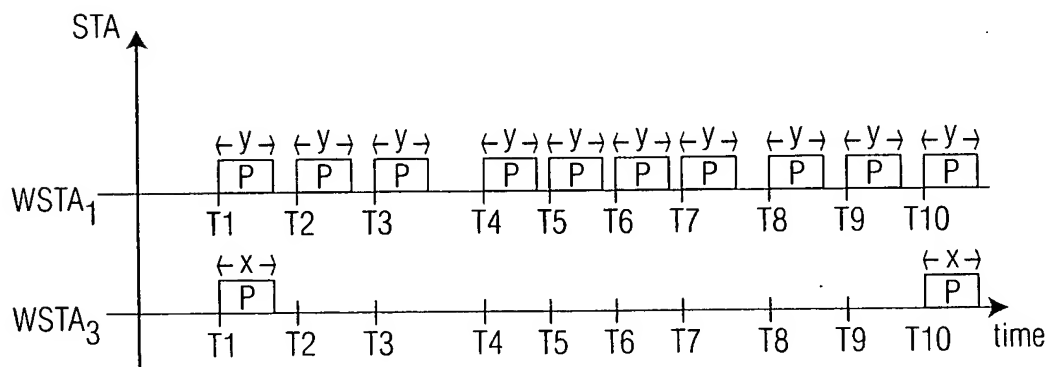 STA
y y y y y y y y y y
P P P P P P P P P P
WSTA1
T1 T2 T3 T4 T5 T6 T7 T8 T9 T10
x x
P P
WSTA3
T1 T2 T3 T4 T5 T6 T7 T8 T9 T10 time